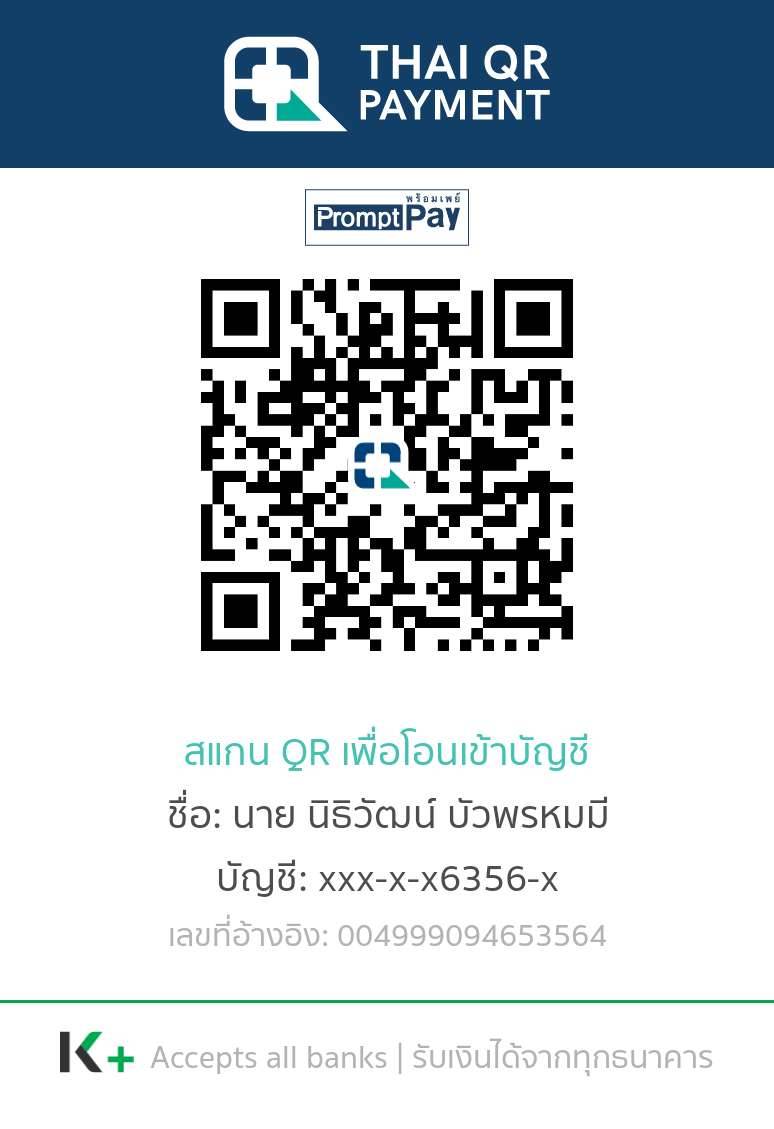 THAI QR
PAYMENT
พร้อมเพย์
PromptPay
สแกน QR เพื่อโอนเข้าบัญชี
ชื่อ: นาย นิธิวัฒน์ บัวพรหมมี
บัญชี: xxx-x-x6356-x
เลขที่อ้างอิง: 004999094653564
K+ Accepts all banks | รับเงินได้จากทุกธนาคาร